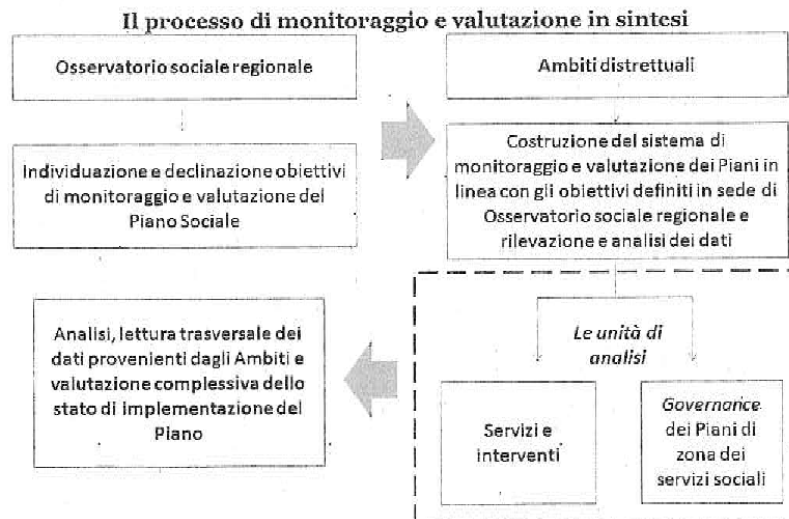 Il processo di monitoraggio e valutazione in sintesi
Osservatorio sociale regionale
Ambiti distrettuali
Individuazione e declinazione obiettivi
di monitoraggio e valutazione del
Piano Sociale
Costruzione del sistema di
monitoraggio e valutazione dei Piani in
linea con gli obiettivi definiti in sede di
Osservatorio sociale regionale e
rilevazione e analisi dei dati
Analisi, lettura trasversale dei
dati provenienti dagli Ambiti e
valutazione complessiva dello
stato di implementazione del
Piano
Le unità di
analisi
Servizi e
interventi
Governance
dei Piani di
zona dei
servizi sociali